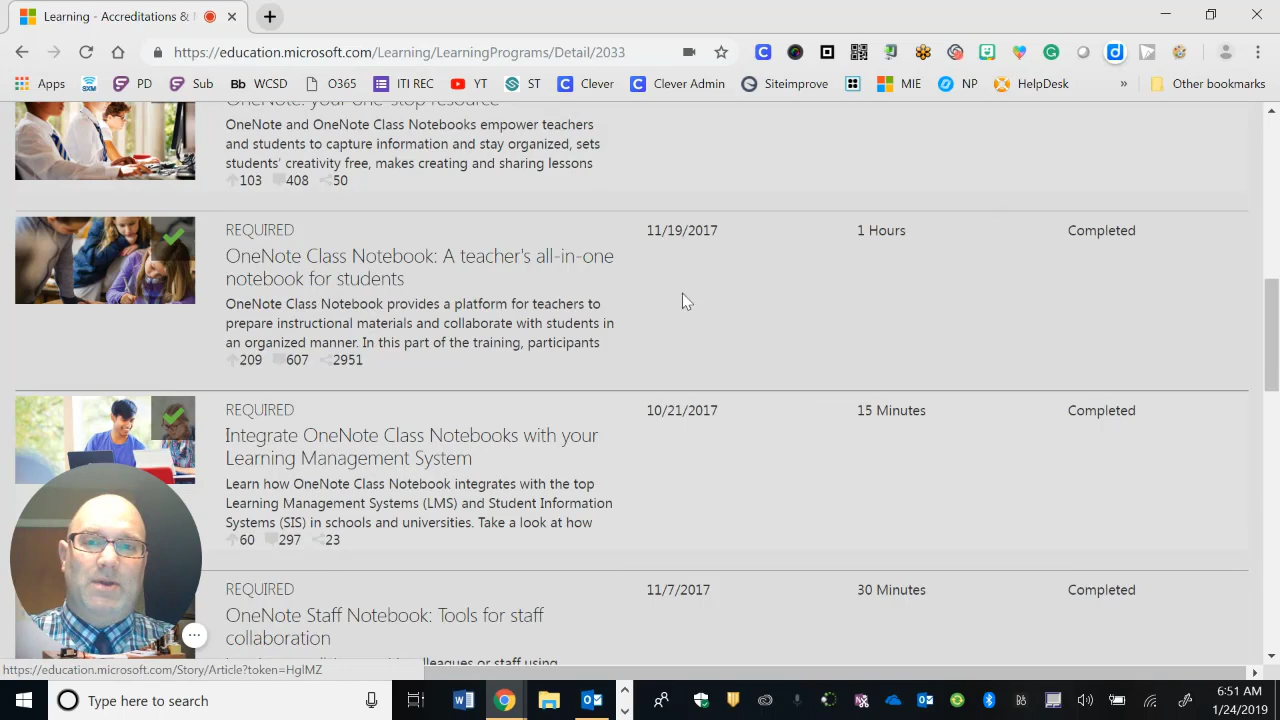 Learning - Accreditations &
https://education.microsoft.com/Learning/LearningPrograms/Detail/2033
Apps PD Sub Bb WCSD O365 ITI REC YT ST Clever Clever Admin Siteimprove MIE NP HelpDesk » Other bookmarks
OneNote: your one-stop resource
OneNote and OneNote Class Notebooks empower teachers
and students to capture information and stay organized, sets
students' creativity free, makes creating and sharing lessons
103 408 50
REQUIRED 11/19/2017 1 Hours Completed
OneNote Class Notebook: A teacher's all-in-one
notebook for students
OneNote Class Notebook provides a platform for teachers to
prepare instructional materials and collaborate with students in
an organized manner. In this part of the training, participants
209 607 2951
REQUIRED 10/21/2017 15 Minutes Completed
Integrate OneNote Class Notebooks with your
Learning Management System
Learn how OneNote Class Notebook integrates with the top
Learning Management Systems (LMS) and Student Information
Systems (SIS) in schools and universities. Take a look at how
60 297 23
REQUIRED 11/7/2017 30 Minutes Completed
OneNote Staff Notebook: Tools for staff
collaboration
https://education.microsoft.com/Story/Article?token=HglMZ
Type here to search
6:51 AM
1/24/2019